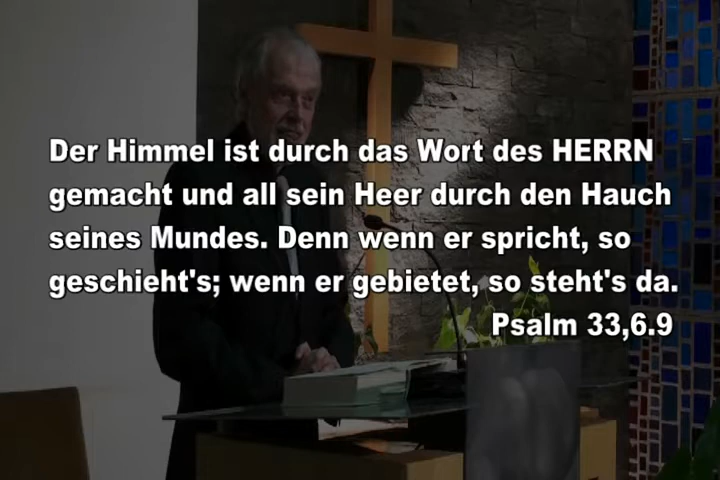 Der Himmel ist durch das Wort des HERRN
gemacht und all sein Heer durch den Hauch
seines Mundes. Denn wenn er spricht, so
geschieht's; wenn er gebietet, so steht's da.
Psalm 33,6.9